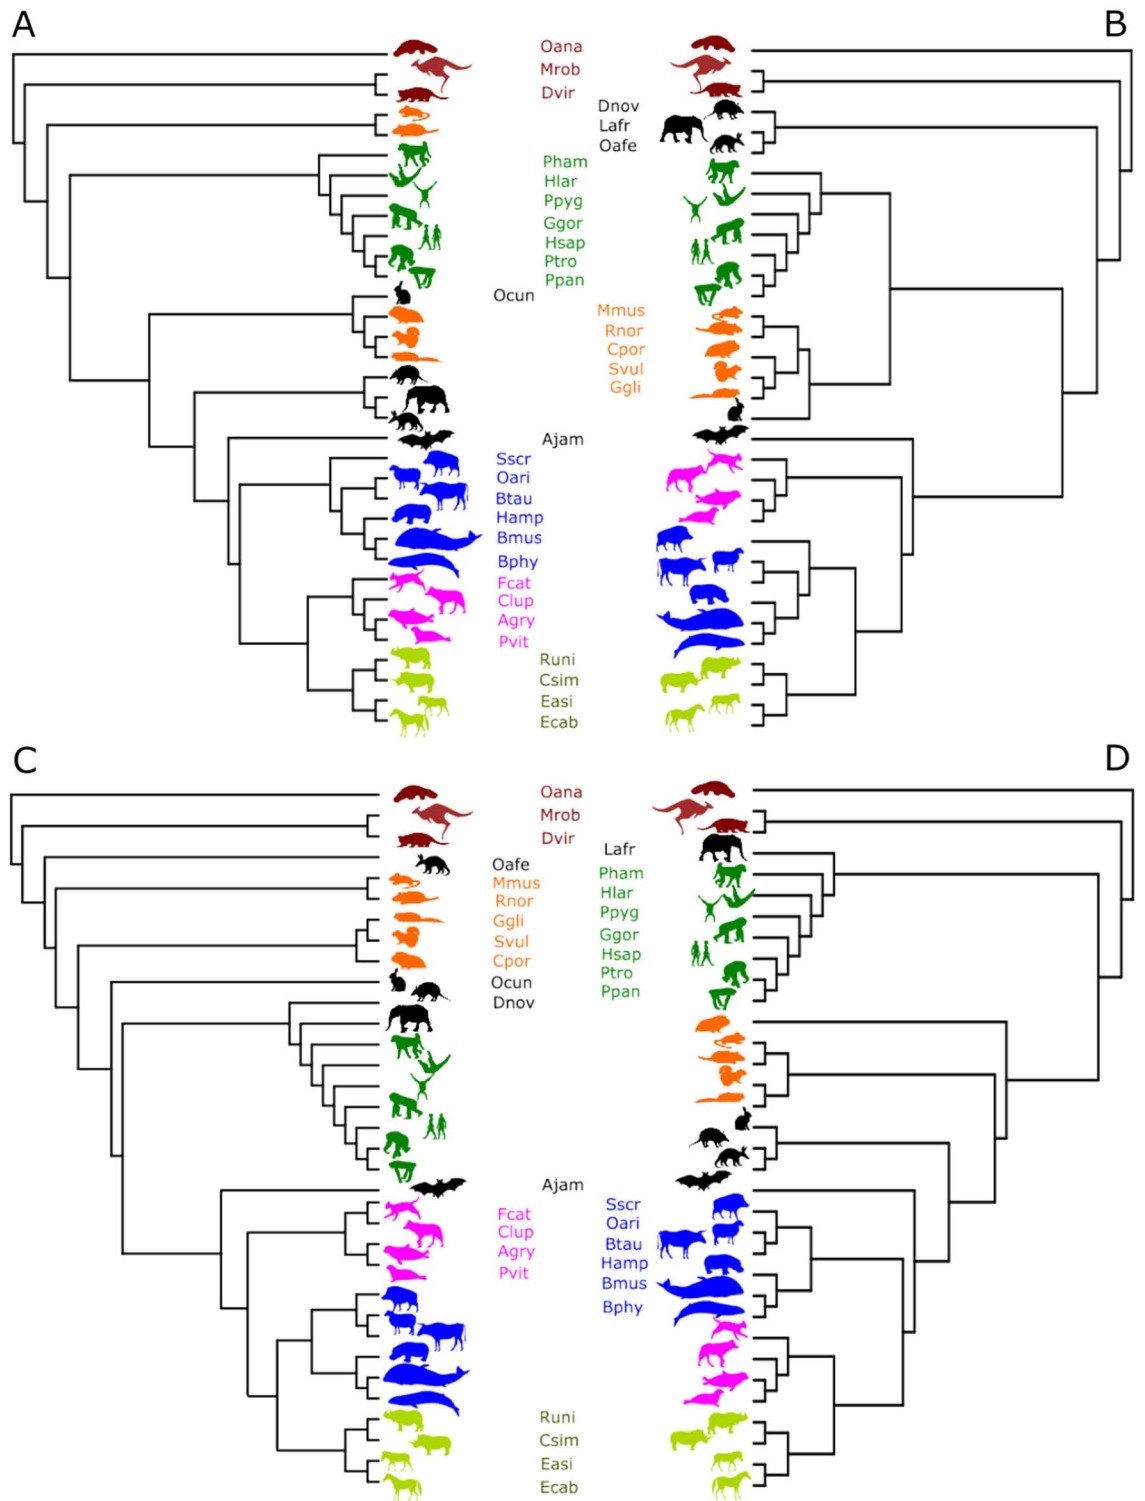 A
B
Oana
Mrob
Dvir
Dnov
Lafr
Oafe
Pham
Hlar
Ppyg
Ggor
Hsap
Ptro
Ppan
Ocun
Mmus
Rnor
Cpor
Svul
Ggli
Ajam
Sscr
Oari
Btau
Hamp
Bmus
Bphy
Fcat
Clup
Agry
Pvit
Runi
Csim
Easi
Ecab
C
D
Oana
Mrob
Dvir
Lafr
Oafe
Pham
Mmus
Hlar
Rnor
Ppyg
Ggli
Ggor
Svul
Hsap
Cpor
Ptro
Ocun
Ppan
Dnov
Ajam
Sscr
Fcat
Oari
Clup
Btau
Agry
Hamp
Pvit
Bmus
Bphy
Runi
Csim
Easi
Ecab